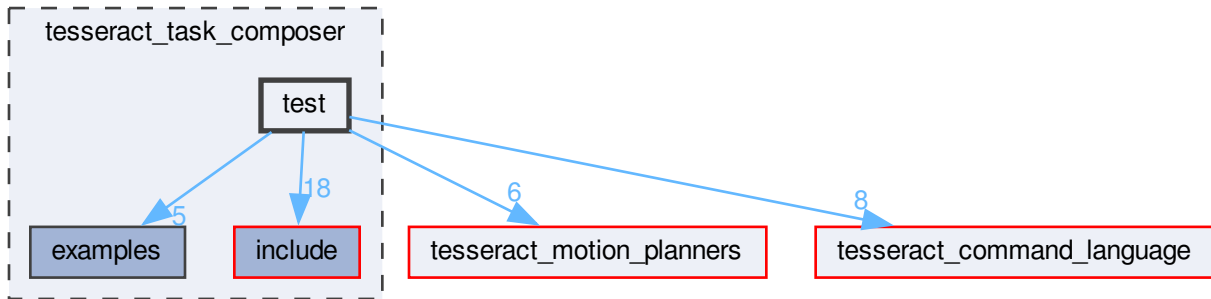 tesseract_task_composer
test
5
18
6
8
examples
include
tesseract_motion_planners
tesseract_command_language